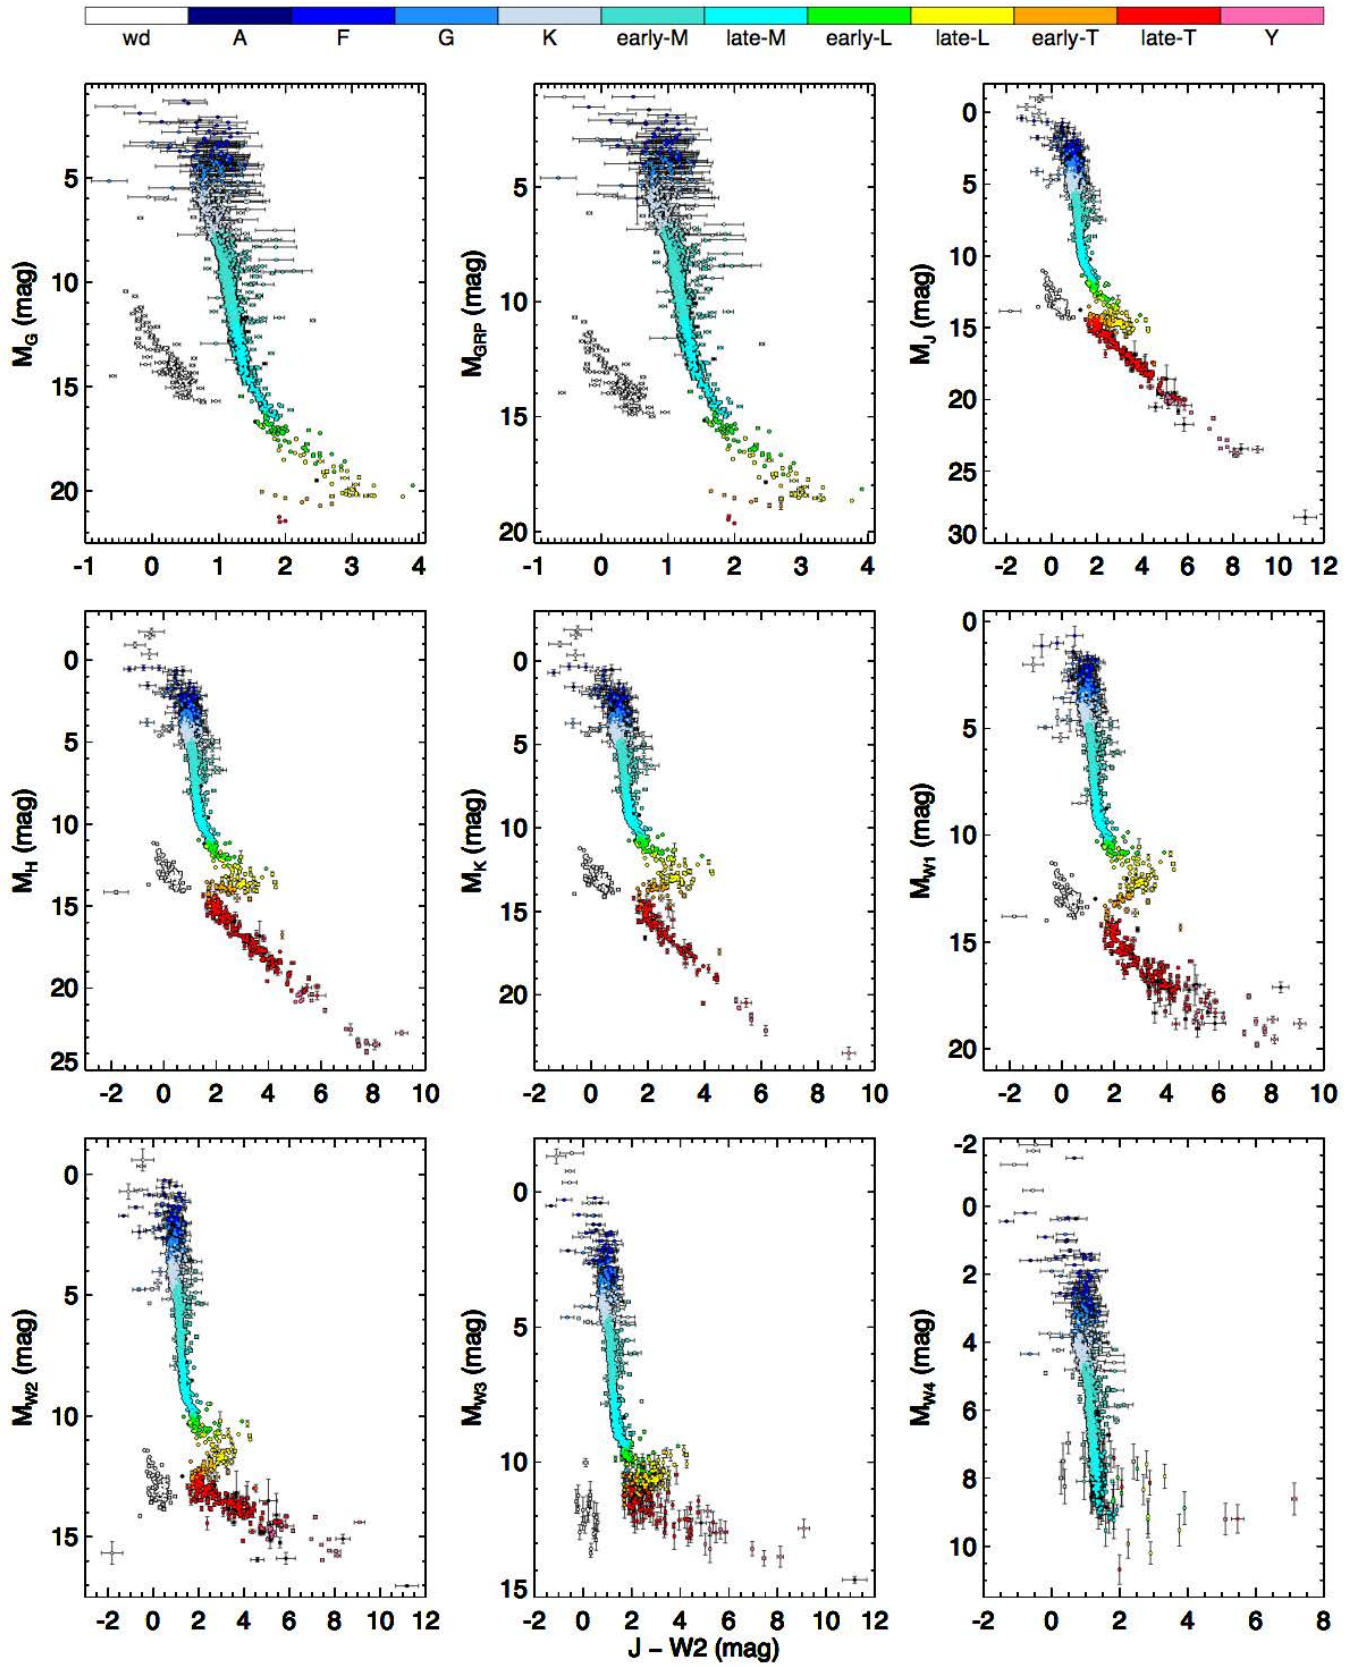 wd A F G K early-M late-M early-L late-L early-T late-T Y
M_G (mag)
5
10
15
20
-1 0 1 2 3 4
M_GRP (mag)
5
10
15
20
-1 0 1 2 3 4
M_J (mag)
0
5
10
15
20
25
30
-2 0 2 4 6 8 10 12
M_H (mag)
0
5
10
15
20
25
-2 0 2 4 6 8 10
M_K (mag)
0
5
10
15
20
-2 0 2 4 6 8 10
M_W1 (mag)
0
5
10
15
20
-2 0 2 4 6 8 10
M_W2 (mag)
0
5
10
15
-2 0 2 4 6 8 10 12
M_W3 (mag)
0
5
10
15
-2 0 2 4 6 8 10 12
M_W4 (mag)
-2
0
2
4
6
8
10
-2 0 2 4 6 8
J − W2 (mag)